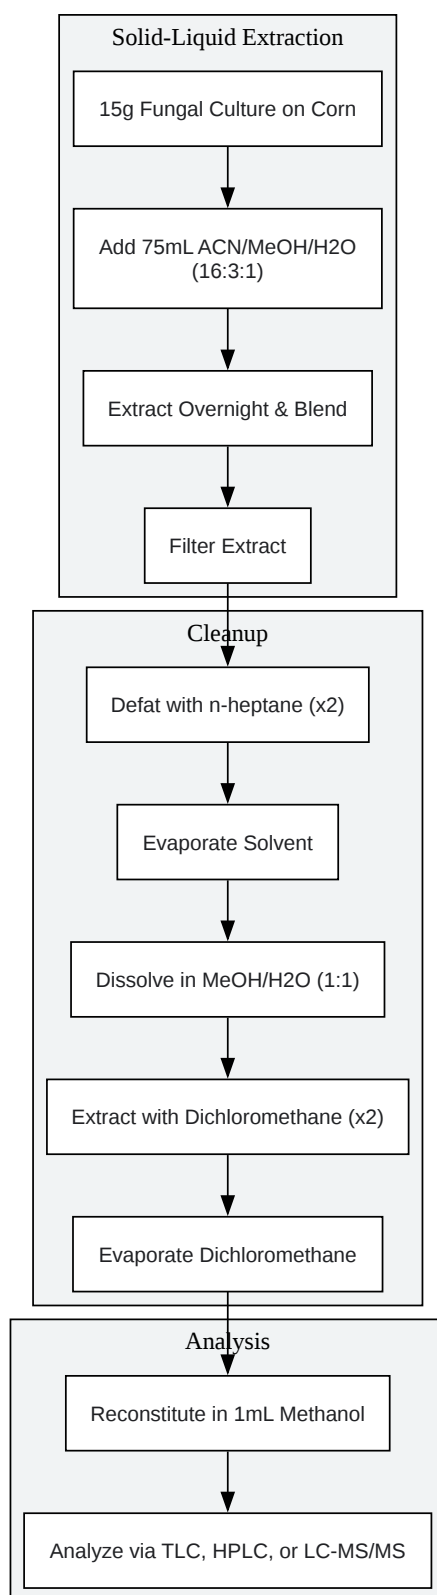 Solid-Liquid Extraction
15g Fungal Culture on Corn
Add 75mL ACN/MeOH/H2O
(16:3:1)
Extract Overnight & Blend
Filter Extract
Cleanup
Defat with n-heptane (x2)
Evaporate Solvent
Dissolve in MeOH/H2O (1:1)
Extract with Dichloromethane (x2)
Evaporate Dichloromethane
Analysis
Reconstitute in 1mL Methanol
Analyze via TLC, HPLC, or LC-MS/MS